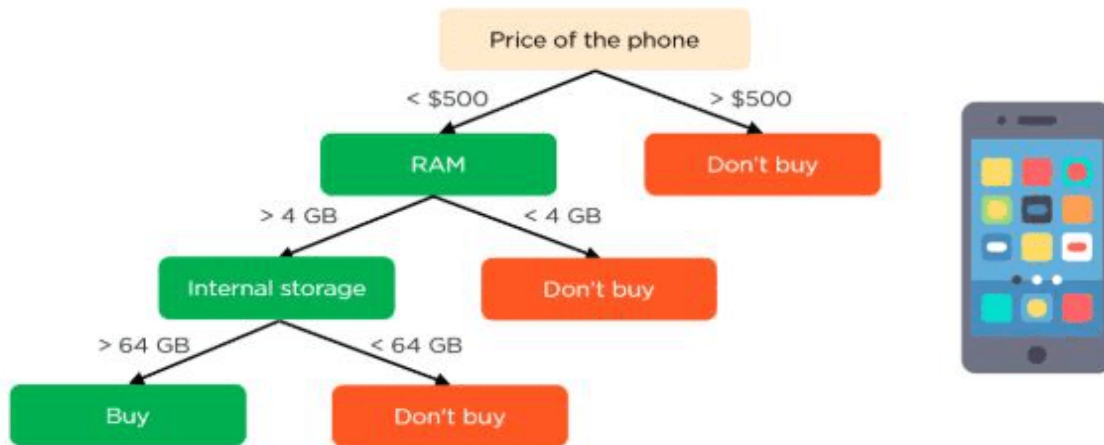 Price of the phone
< $500
> $500
RAM
Don't buy
> 4 GB
< 4 GB
Internal storage
Don't buy
> 64 GB
< 64 GB
Buy
Don't buy